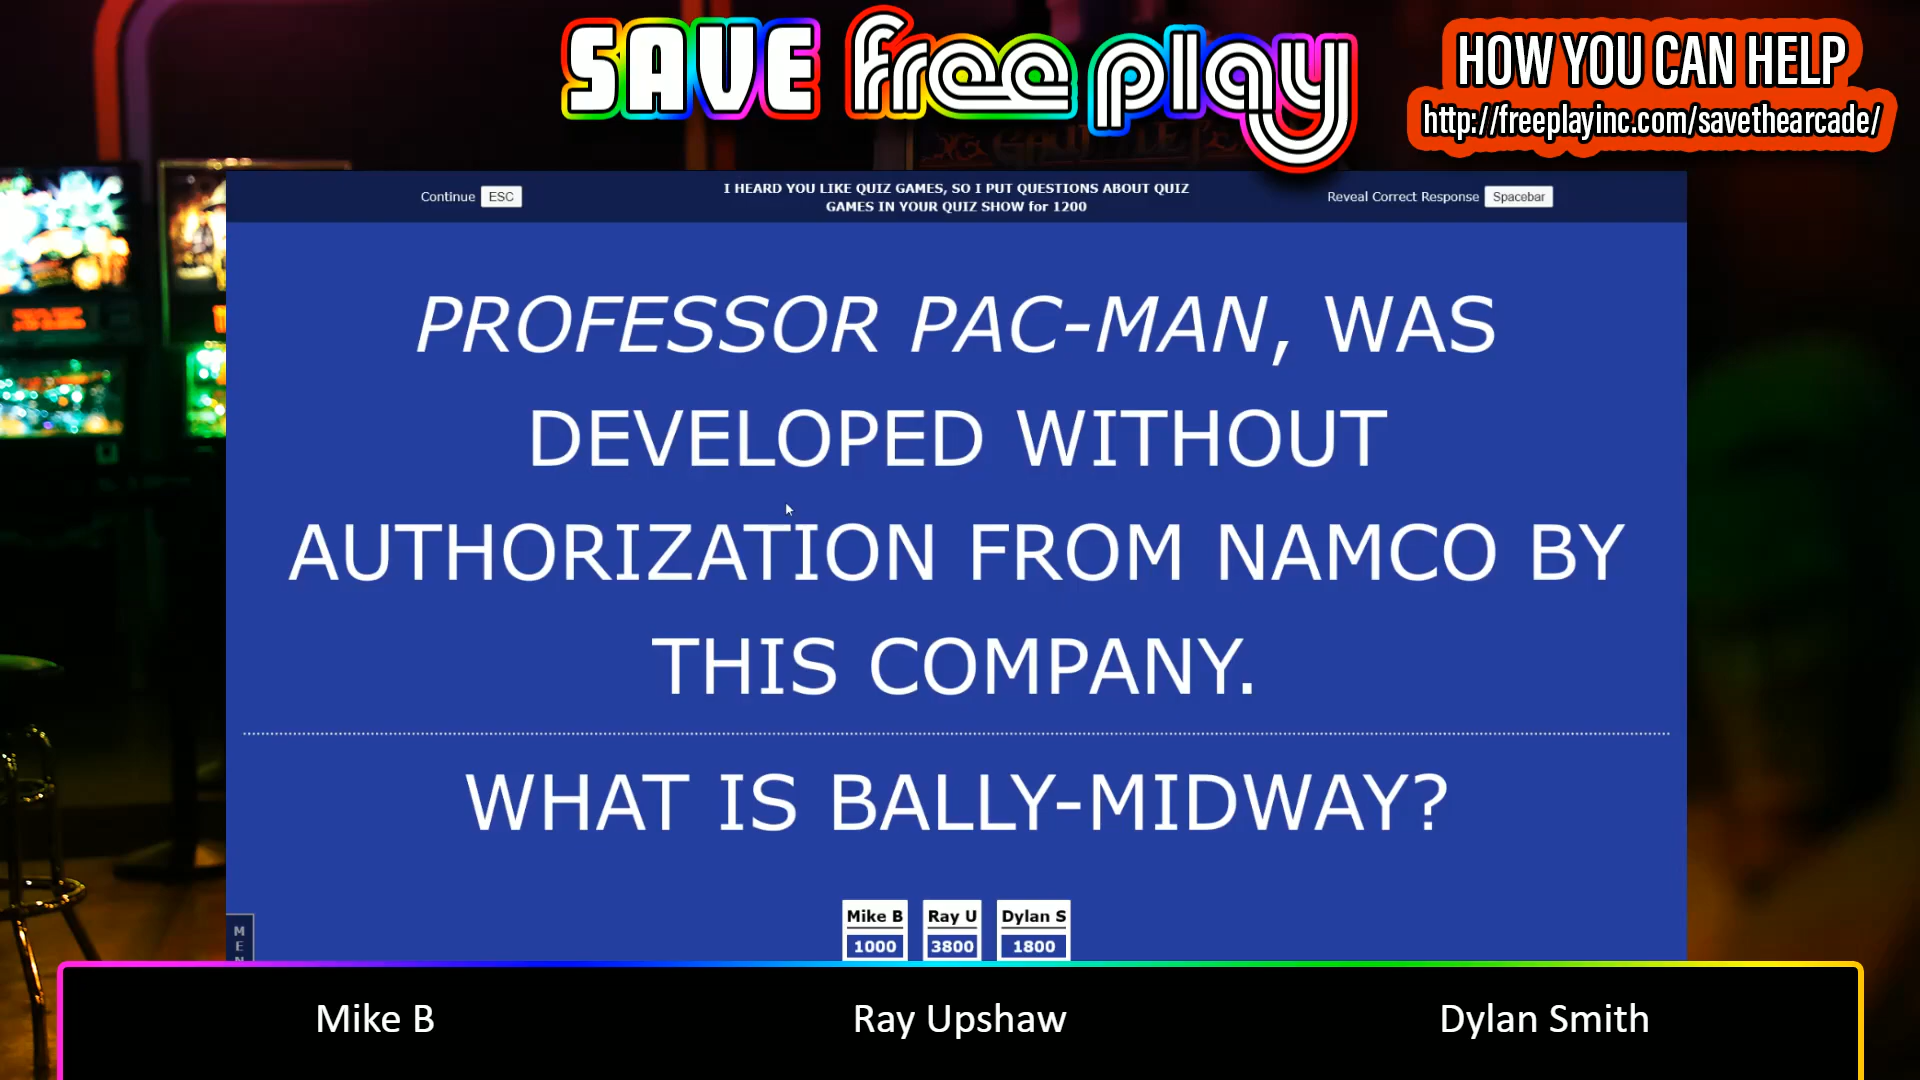 SAVE free play
HOW YOU CAN HELP
http://freeplayinc.com/savethearcade/
Continue ESC
I HEARD YOU LIKE QUIZ GAMES, SO I PUT QUESTIONS ABOUT QUIZ
GAMES IN YOUR QUIZ SHOW for 1200
Reveal Correct Response Spacebar
PROFESSOR PAC-MAN, WAS
DEVELOPED WITHOUT
AUTHORIZATION FROM NAMCO BY
THIS COMPANY.
WHAT IS BALLY-MIDWAY?
M
E
N
Mike B Ray U Dylan S
1000 3800 1800
Mike B Ray Upshaw Dylan Smith